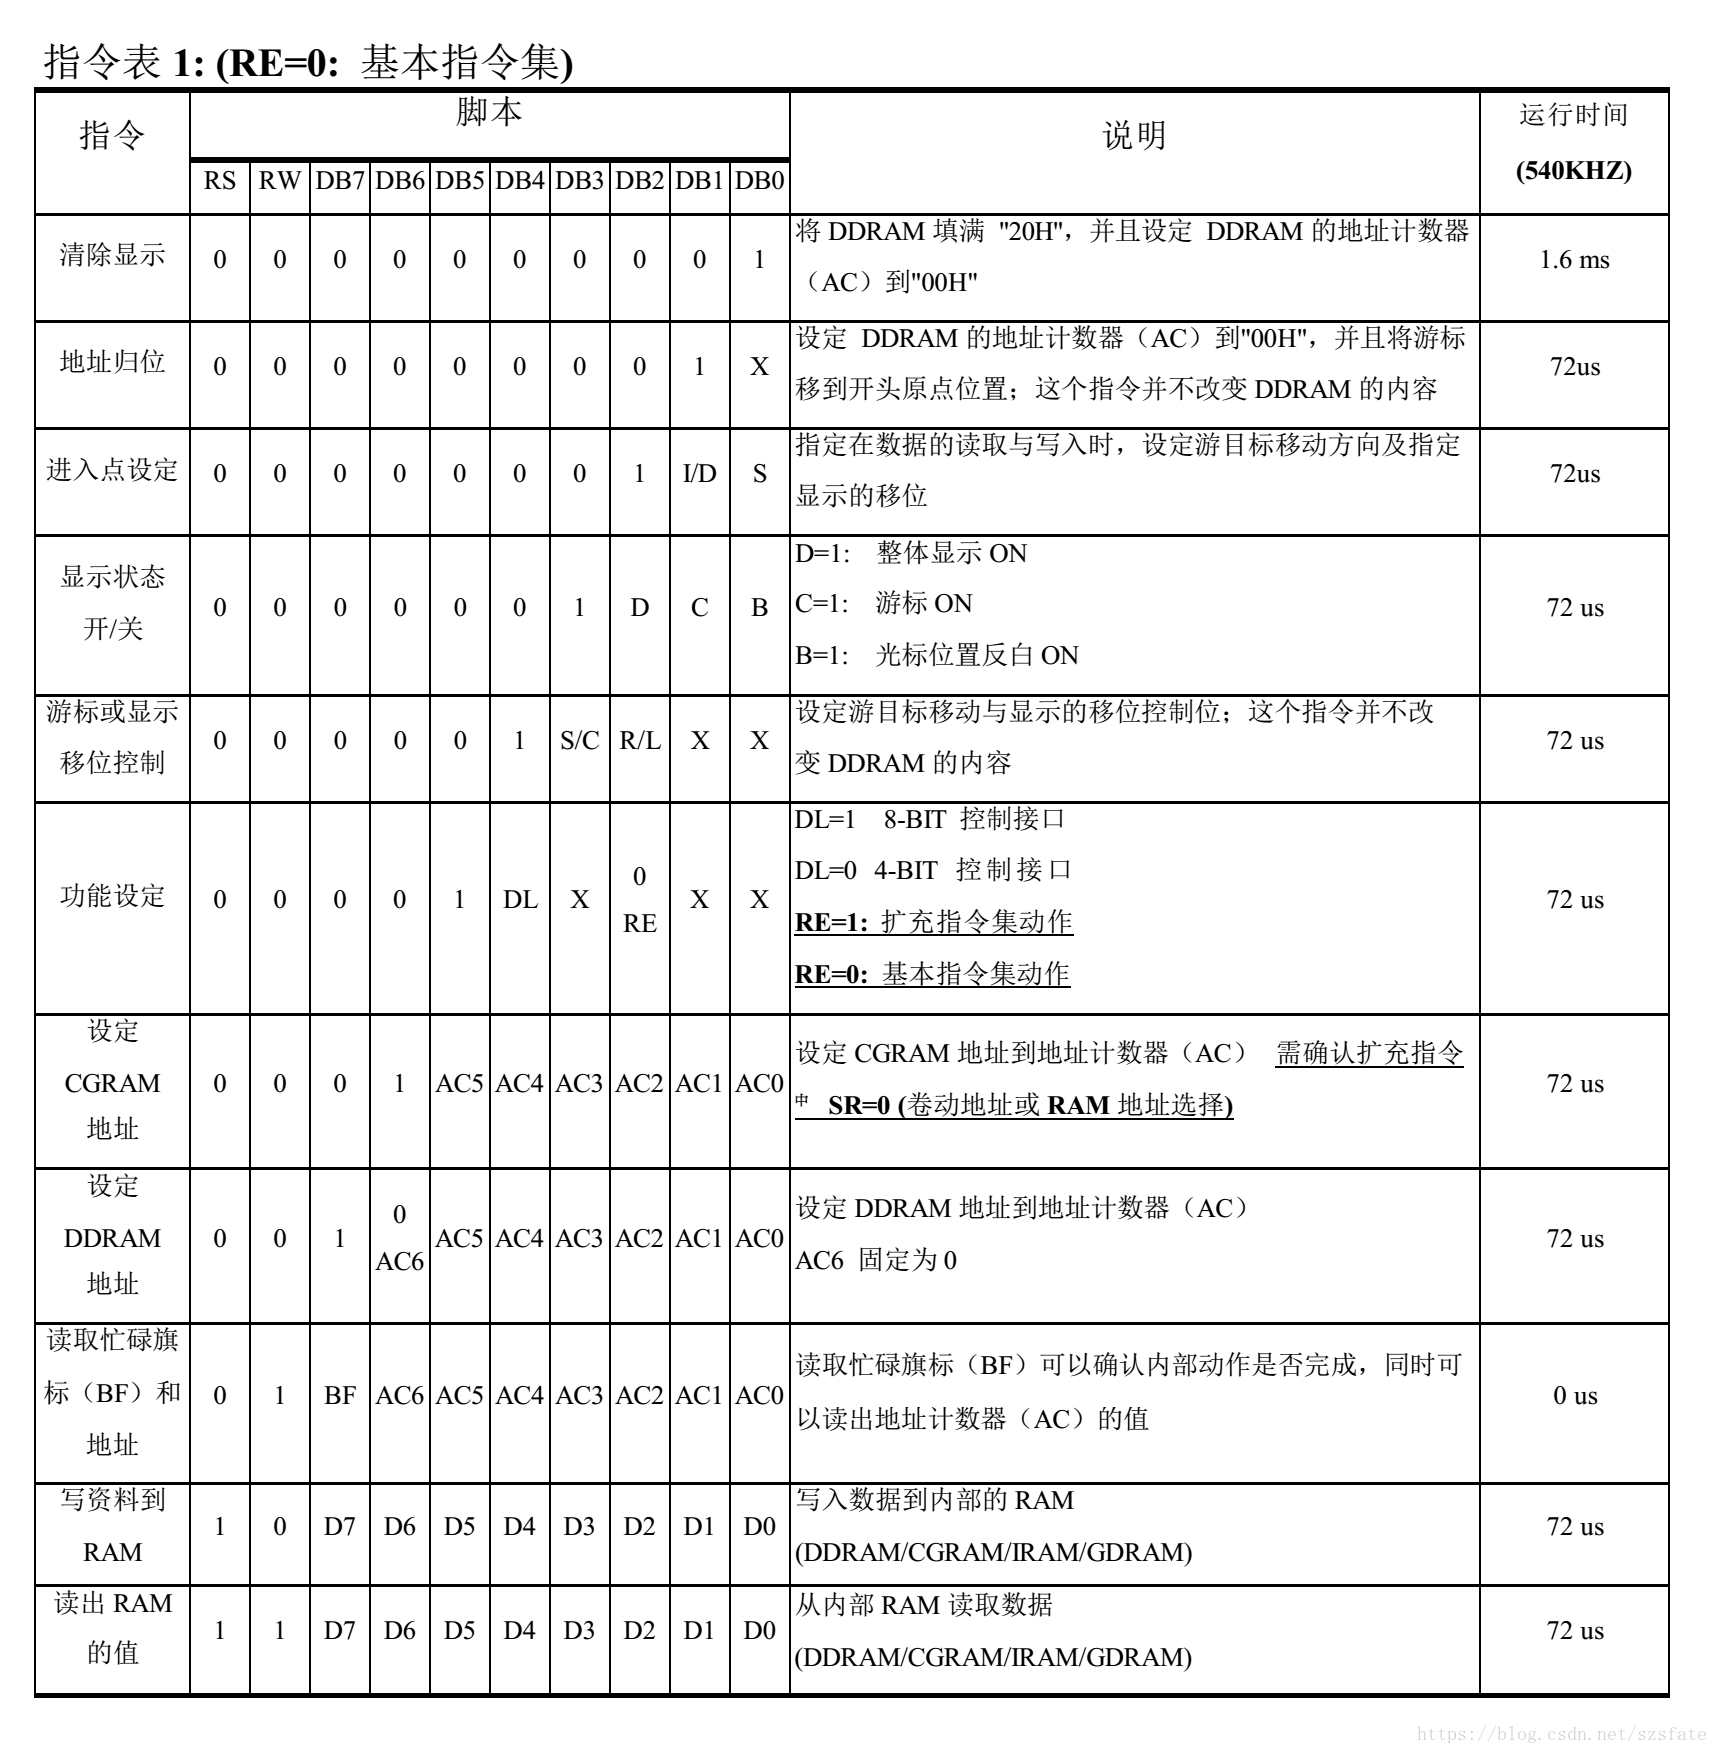 指令表 1: (RE=0: 基本指令集)
指令 脚本 说明 运行时间
(540KHZ)
RS RW DB7 DB6 DB5 DB4 DB3 DB2 DB1 DB0
清除显示 0 0 0 0 0 0 0 0 0 1 将 DDRAM 填满 "20H"，并且设定 DDRAM 的地址计数器 1.6 ms
（AC）到"00H"
地址归位 0 0 0 0 0 0 0 0 1 X 设定 DDRAM 的地址计数器（AC）到"00H"，并且将游标 72us
移到开头原点位置；这个指令并不改变 DDRAM 的内容
进入点设定 0 0 0 0 0 0 0 1 I/D S 指定在数据的读取与写入时，设定游目标移动方向及指定 72us
显示的移位
显示状态 D=1: 整体显示 ON
开/关 0 0 0 0 0 0 1 D C B C=1: 游标 ON 72 us
B=1: 光标位置反白 ON
游标或显示 设定游目标移动与显示的移位控制位；这个指令并不改
移位控制 0 0 0 0 0 1 S/C R/L X X 变 DDRAM 的内容 72 us
DL=1 8-BIT 控制接口
DL=0 4-BIT 控制接口
功能设定 0 0 0 0 1 DL X 0 RE X X RE=1: 扩充指令集动作 72 us
RE=0: 基本指令集动作
设定
CGRAM 0 0 0 1 AC5 AC4 AC3 AC2 AC1 AC0 设定 CGRAM 地址到地址计数器（AC） 需确认扩充指令 72 us
地址 中 SR=0 (卷动地址或 RAM 地址选择)
设定
DDRAM 0 0 1 0 AC6 AC5 AC4 AC3 AC2 AC1 AC0 设定 DDRAM 地址到地址计数器（AC） 72 us
地址 AC6 固定为 0
读取忙碌旗
标（BF）和 0 1 BF AC6 AC5 AC4 AC3 AC2 AC1 AC0 读取忙碌旗标（BF）可以确认内部动作是否完成，同时可 0 us
地址 以读出地址计数器（AC）的值
写资料到 1 0 D7 D6 D5 D4 D3 D2 D1 D0 写入数据到内部的 RAM 72 us
RAM (DDRAM/CGRAM/IRAM/GDRAM)
读出 RAM 1 1 D7 D6 D5 D4 D3 D2 D1 D0 从内部 RAM 读取数据 72 us
的值 (DDRAM/CGRAM/IRAM/GDRAM)
https://blog.csdn.net/szsfate